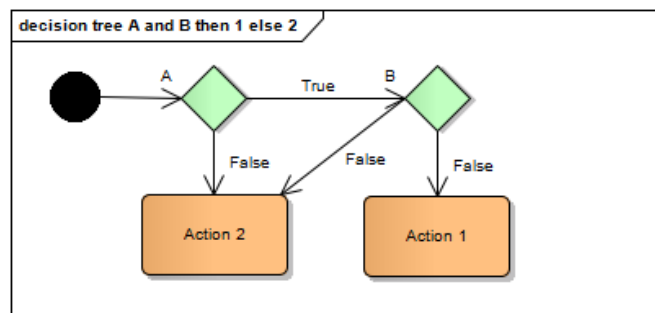 decision tree A and B then 1 else 2
A
B
True
False
False
False
Action 2
Action 1